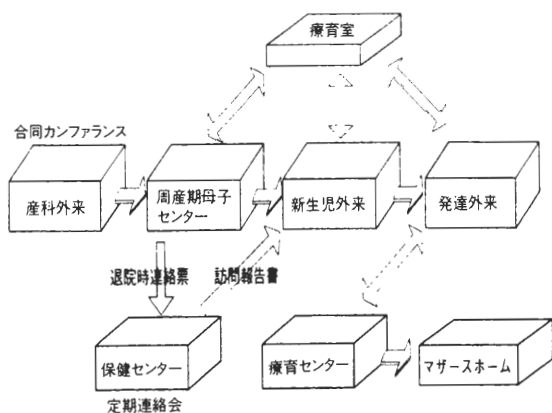 療育室
合同カンファランス
産科外来
周産期母子
センター
新生児外来
発達外来
退院時連絡票
訪問報告書
保健センター
療育センター
マザースホーム
定期連絡会